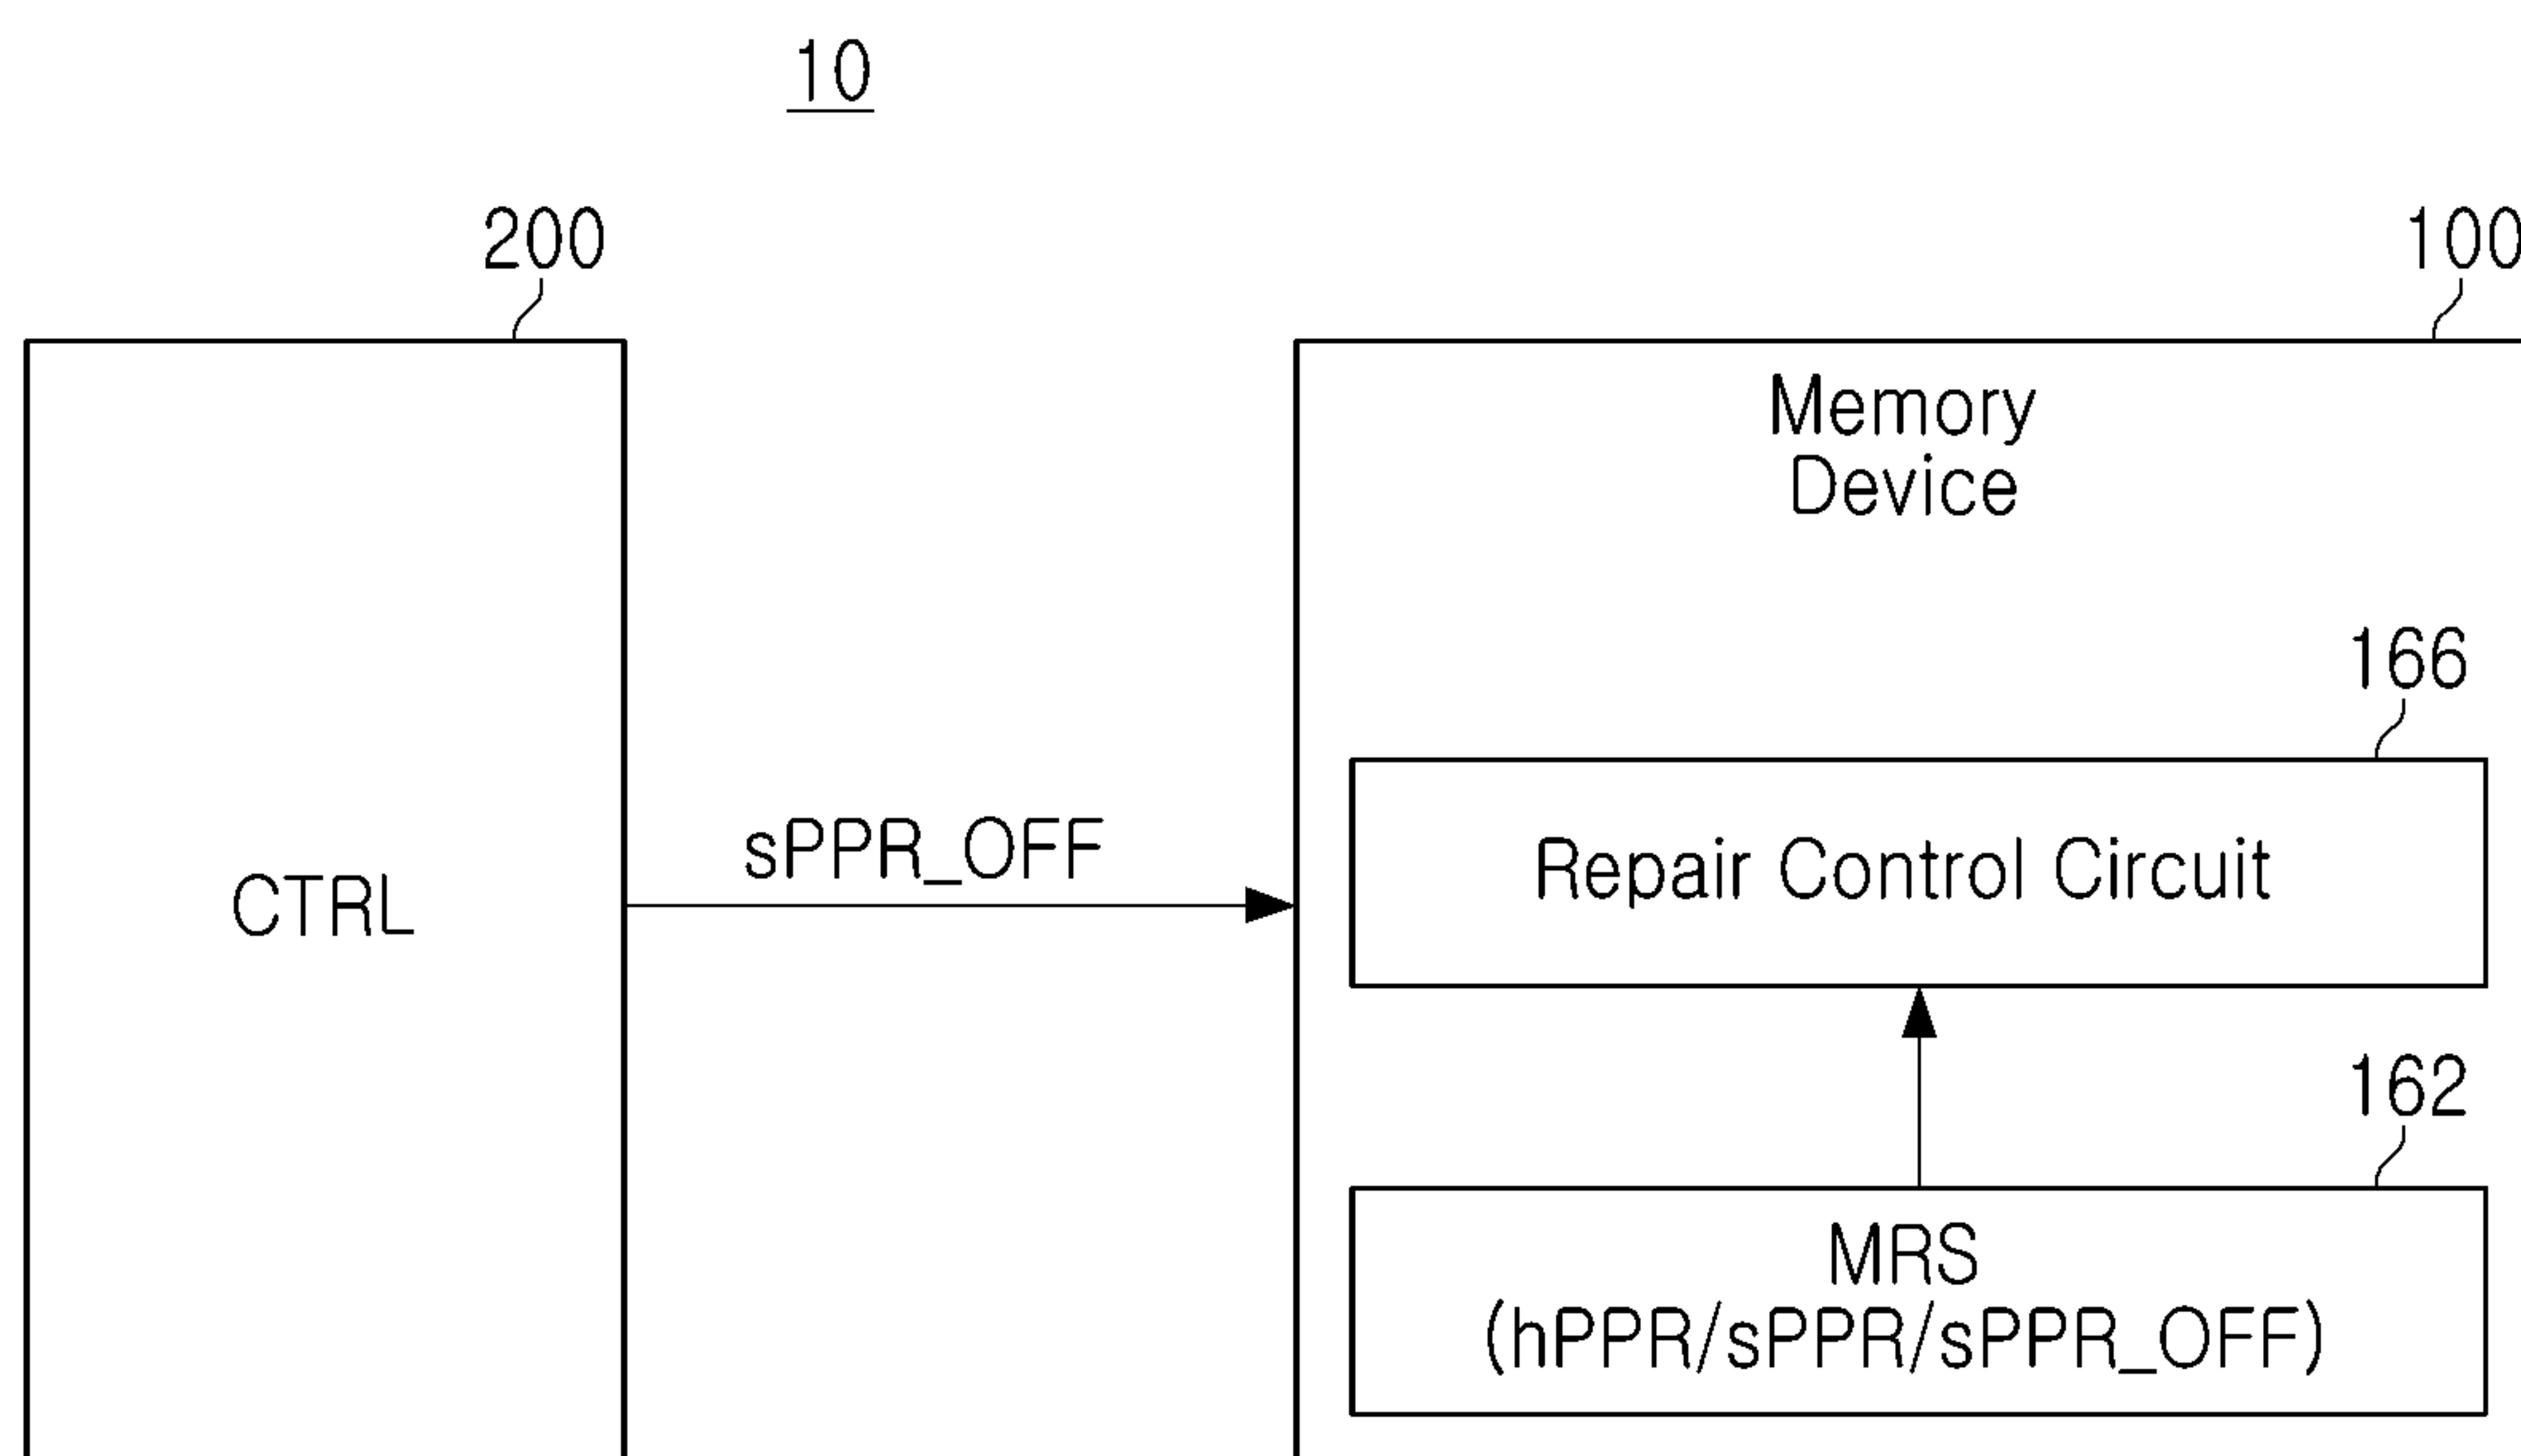 10
200
100
Memory
Device
166
Repair Control Circuit
sPPR_OFF
CTRL
162
MRS
(hPPR/sPPR/sPPR_OFF)